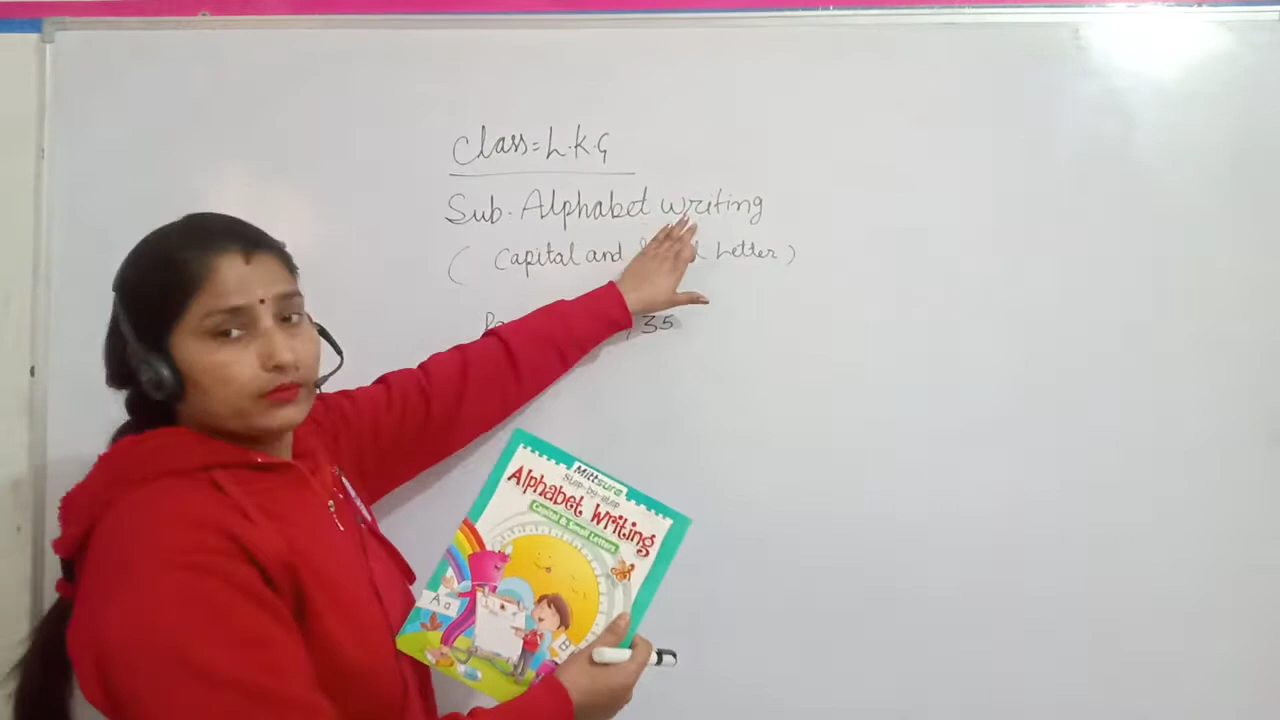 Class = L.K.G
Sub. Alphabet Writing
( Capital and Letter )
, 35
Mittsure
Step-by-step
Alphabet Writing
Capital & Small Letters
A a
B